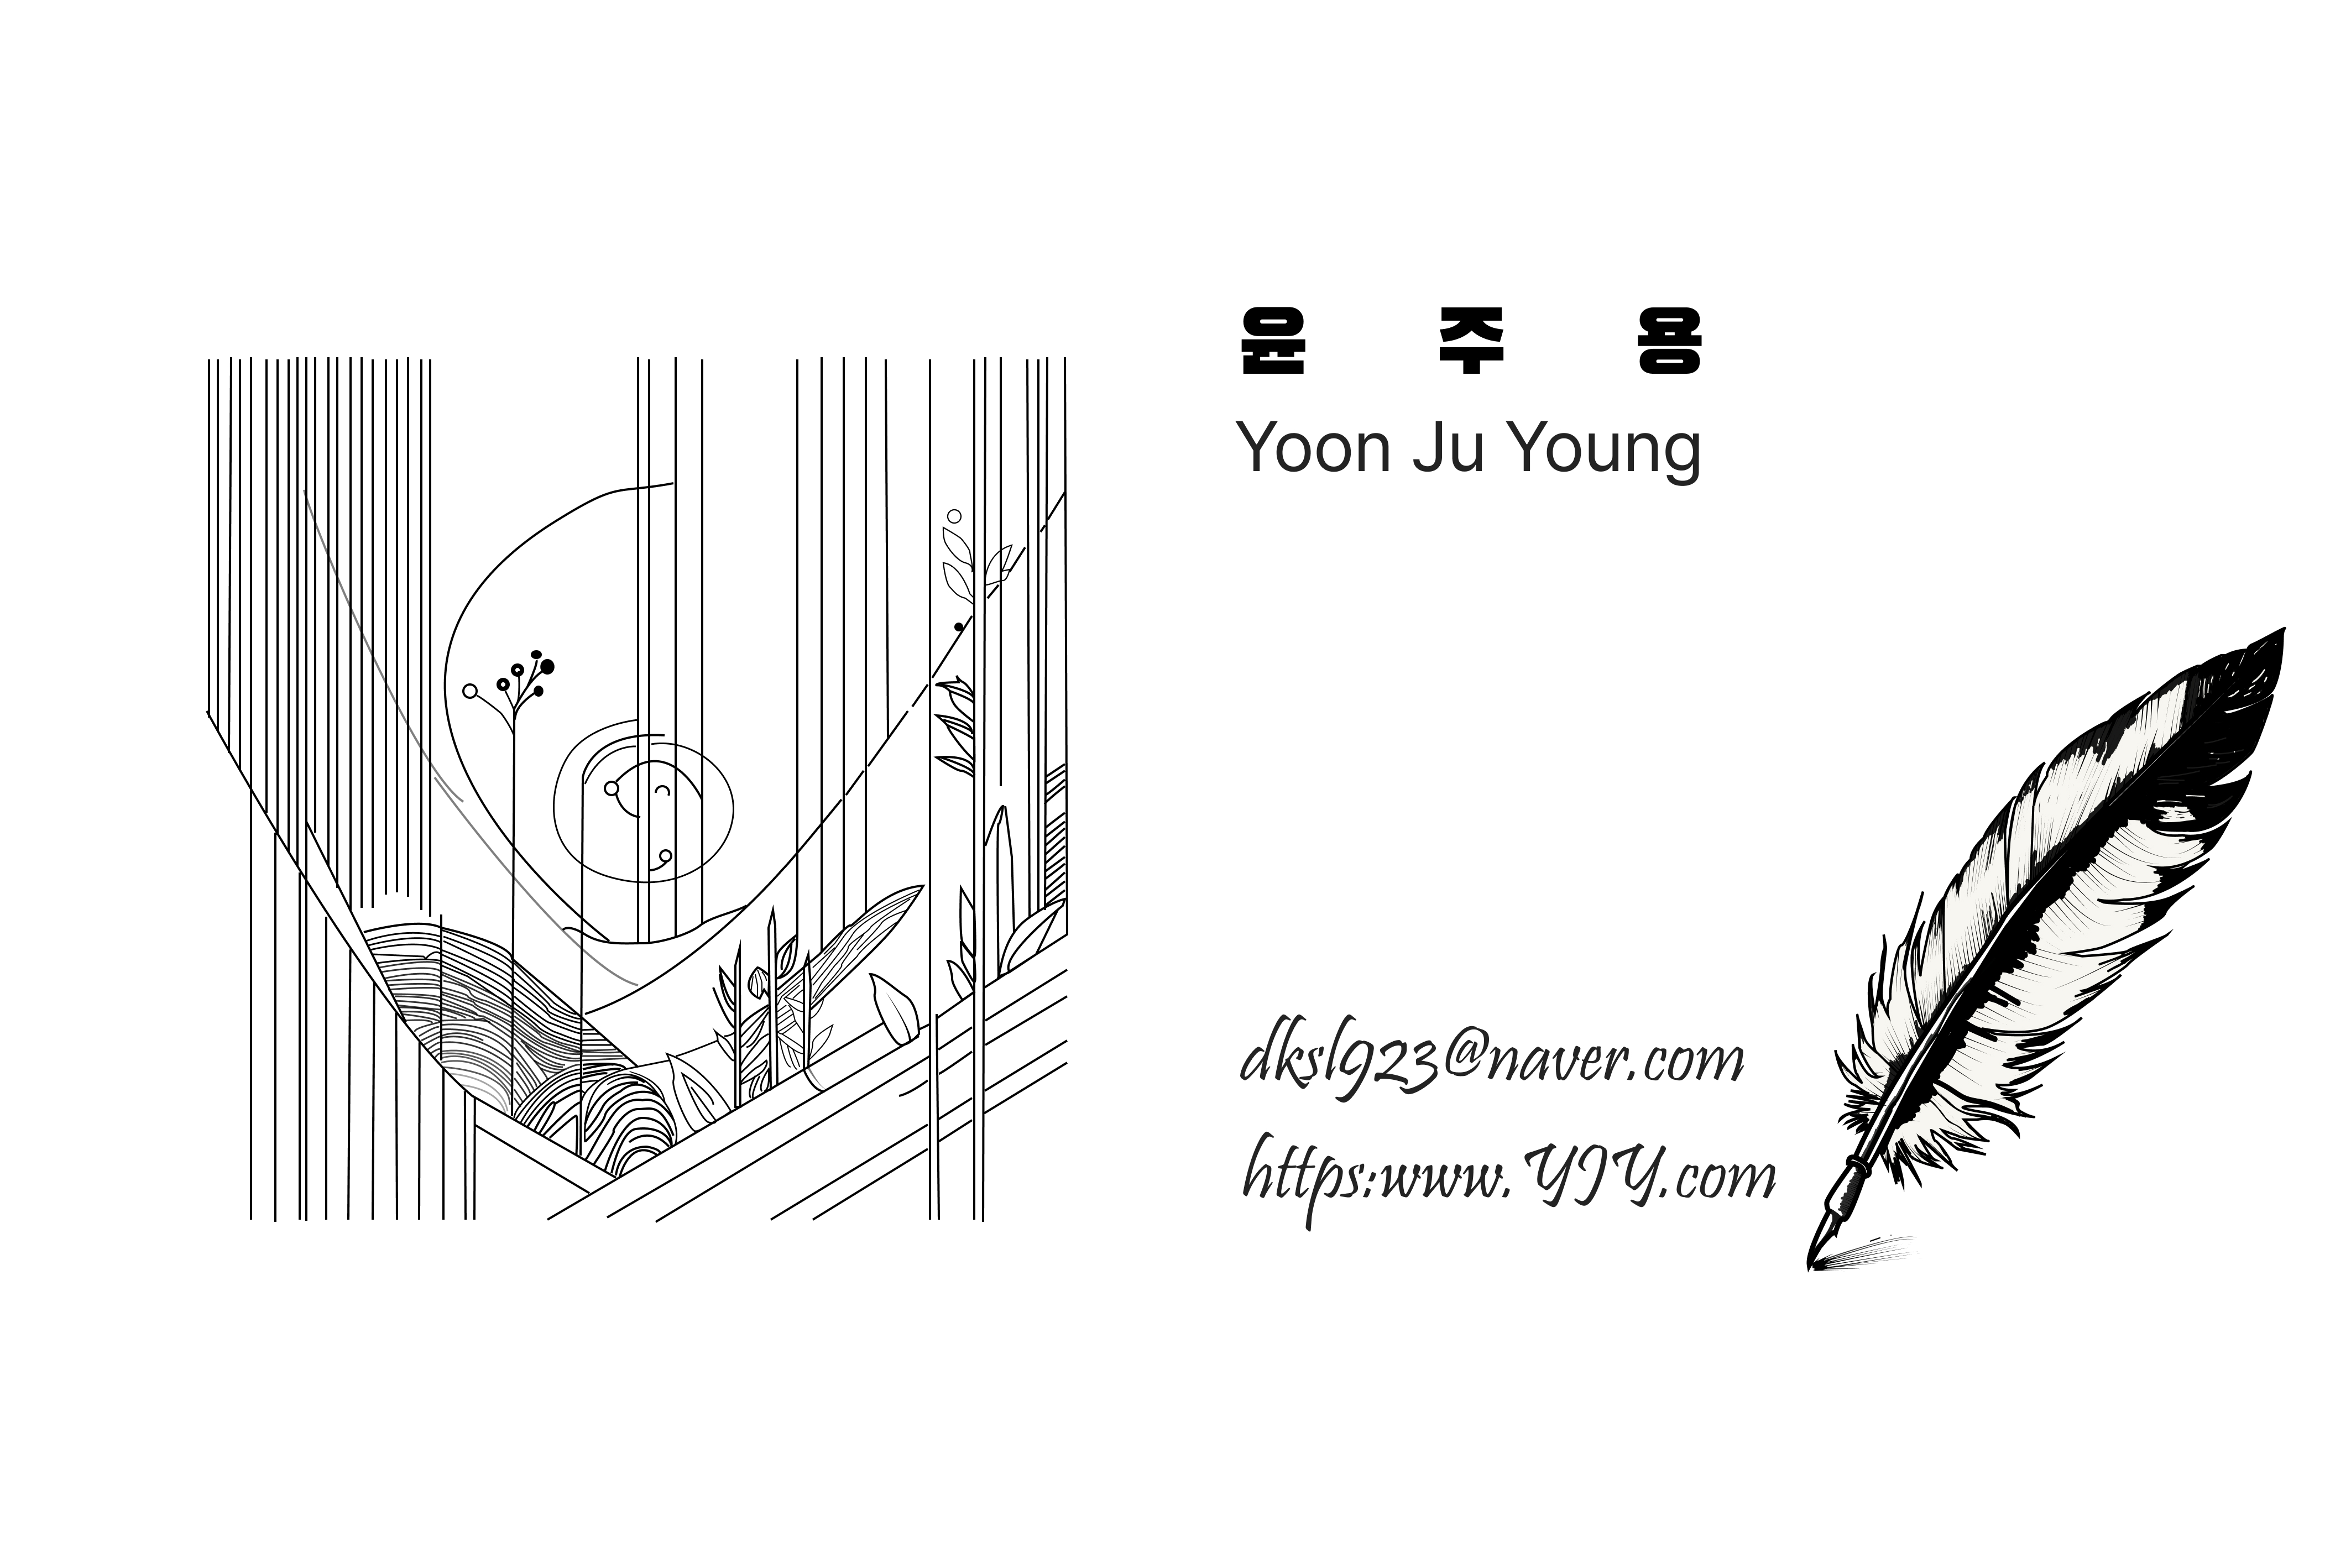 윤 주 용
Yoon Ju Young
dksl923@naver.com
https:www.YJY.com